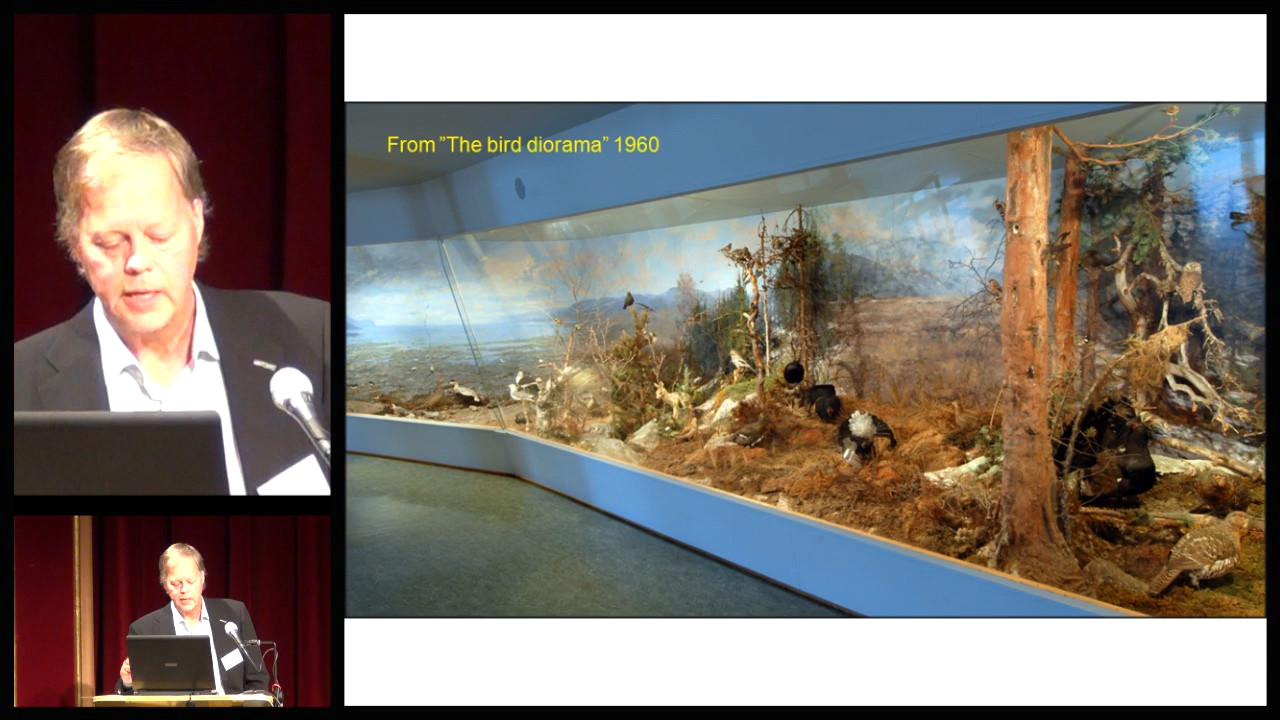 From ”The bird diorama” 1960